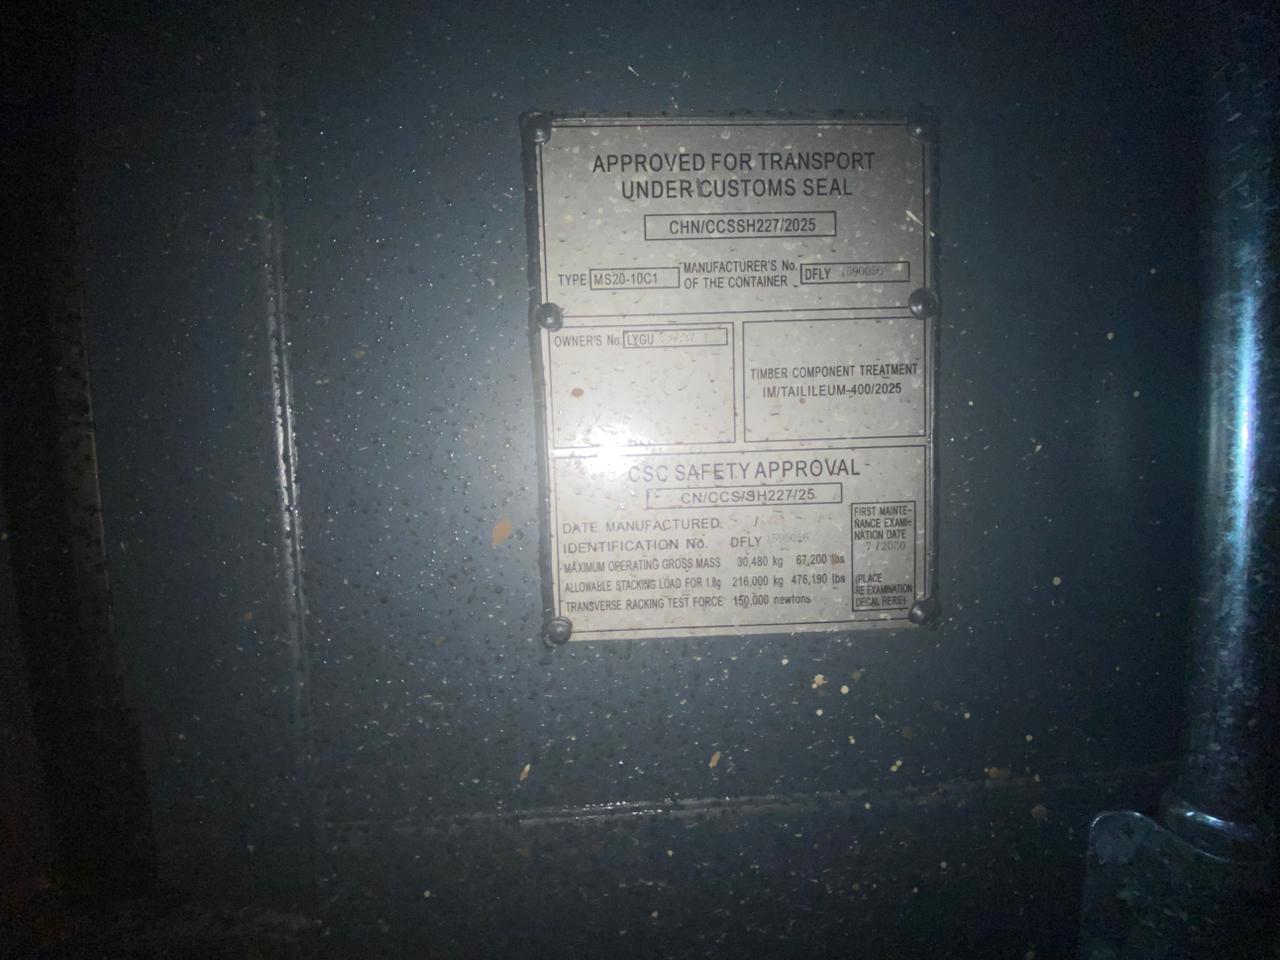 APPROVED FOR TRANSPORT
UNDER CUSTOMS SEAL
CHN/CCSSH227/2025
TYPE MS20-10C1 MANUFACTURER'S No. OF THE CONTAINER DFLY
OWNER'S No. LYGU
TIMBER COMPONENT TREATMENT
IM/TAILILEUM-400/2025
CSC SAFETY APPROVAL
CN/CCS/SH227/25
DATE MANUFACTURED. /
IDENTIFICATION No. DFLY
MAXIMUM OPERATING GROSS MASS 30,480 kg 67,200 lbs
ALLOWABLE STACKING LOAD FOR 1.8g 216,000 kg 476,190 lbs
TRANSVERSE RACKING TEST FORCE 150,000 newtons
FIRST MAINTE-
NANCE EXAMI-
NATION DATE
7 / 2030
(PLACE
RE EXAMINATION
DECAL HERE)